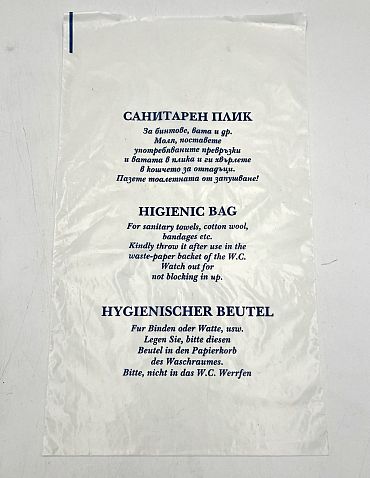 САНИТАРЕН ПЛИК
За бинтове, вата и др.
Моля, поставете
употребяваните превръзки
и ватата в плика и ги хвърлете
в кошчето за отпадъци.
Пазете тоалетната от запушване!
HIGIENIC BAG
For sanitary towels, cotton wool,
bandages etc.
Kindly throw it after use in the
waste-paper backet of the W.C.
Watch out for
not blocking in up.
HYGIENISCHER BEUTEL
Fur Binden oder Watte, usw.
Legen Sie, bitte diesen
Beutel in den Papierkorb
des Waschraumes.
Bitte, nicht in das W.C. Werrfen